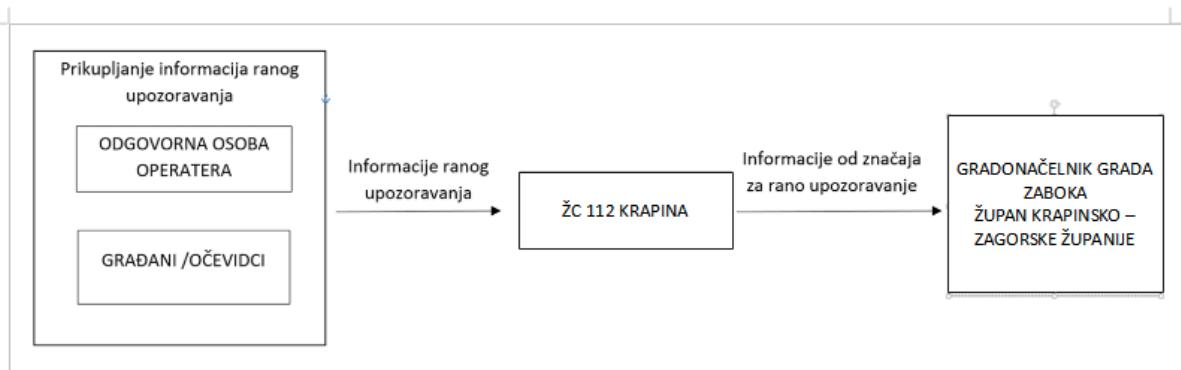 Prikupljanje informacija ranog
upozoravanja
ODGOVORNA OSOBA
OPERATERA
GRAĐANI /OČEVIDCI
Informacije ranog
upozoravanja
ŽC 112 KRAPINA
Informacije od značaja
za rano upozoravanje
GRADONAČELNIK GRADA
ZABOKA
ŽUPAN KRAPINSKO –
ZAGORSKE ŽUPANIJE